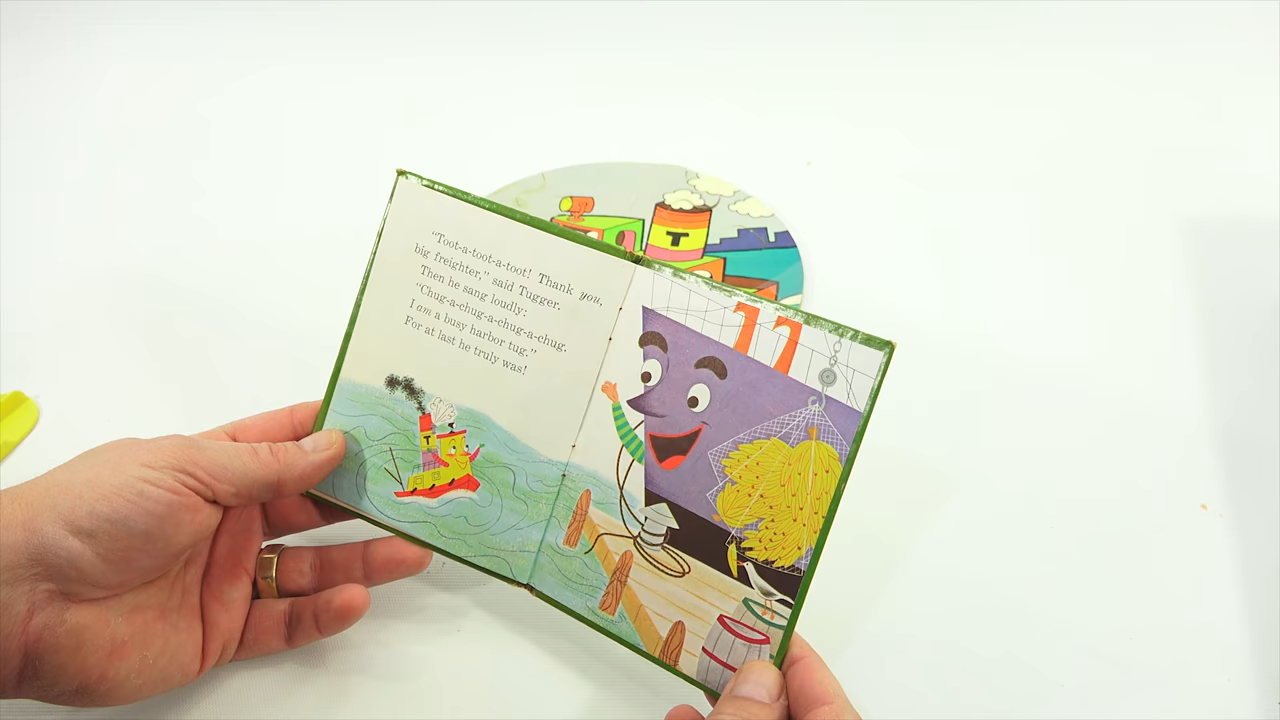 T
"Toot-a-toot-a-toot! Thank you,
big freighter," said Tugger.
Then he sang loudly:
"Chug-a-chug-a-chug-a-chug.
I am a busy harbor tug."
For at last he truly was!
T